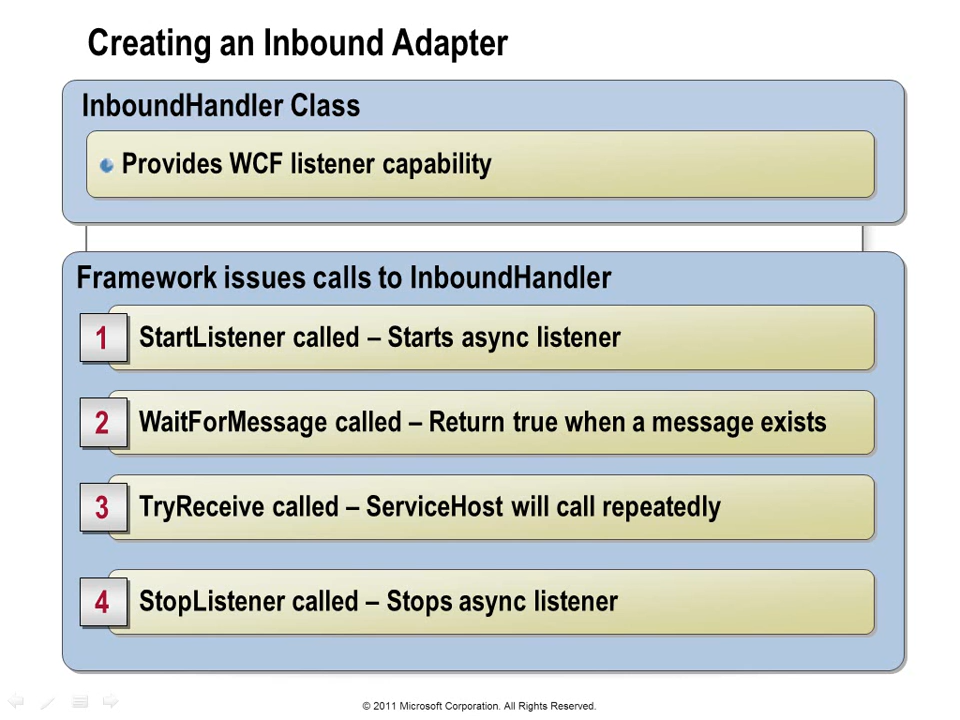 Creating an Inbound Adapter
InboundHandler Class
Provides WCF listener capability
Framework issues calls to InboundHandler
1 StartListener called – Starts async listener
2 WaitForMessage called – Return true when a message exists
3 TryReceive called – ServiceHost will call repeatedly
4 StopListener called – Stops async listener
© 2011 Microsoft Corporation. All Rights Reserved.